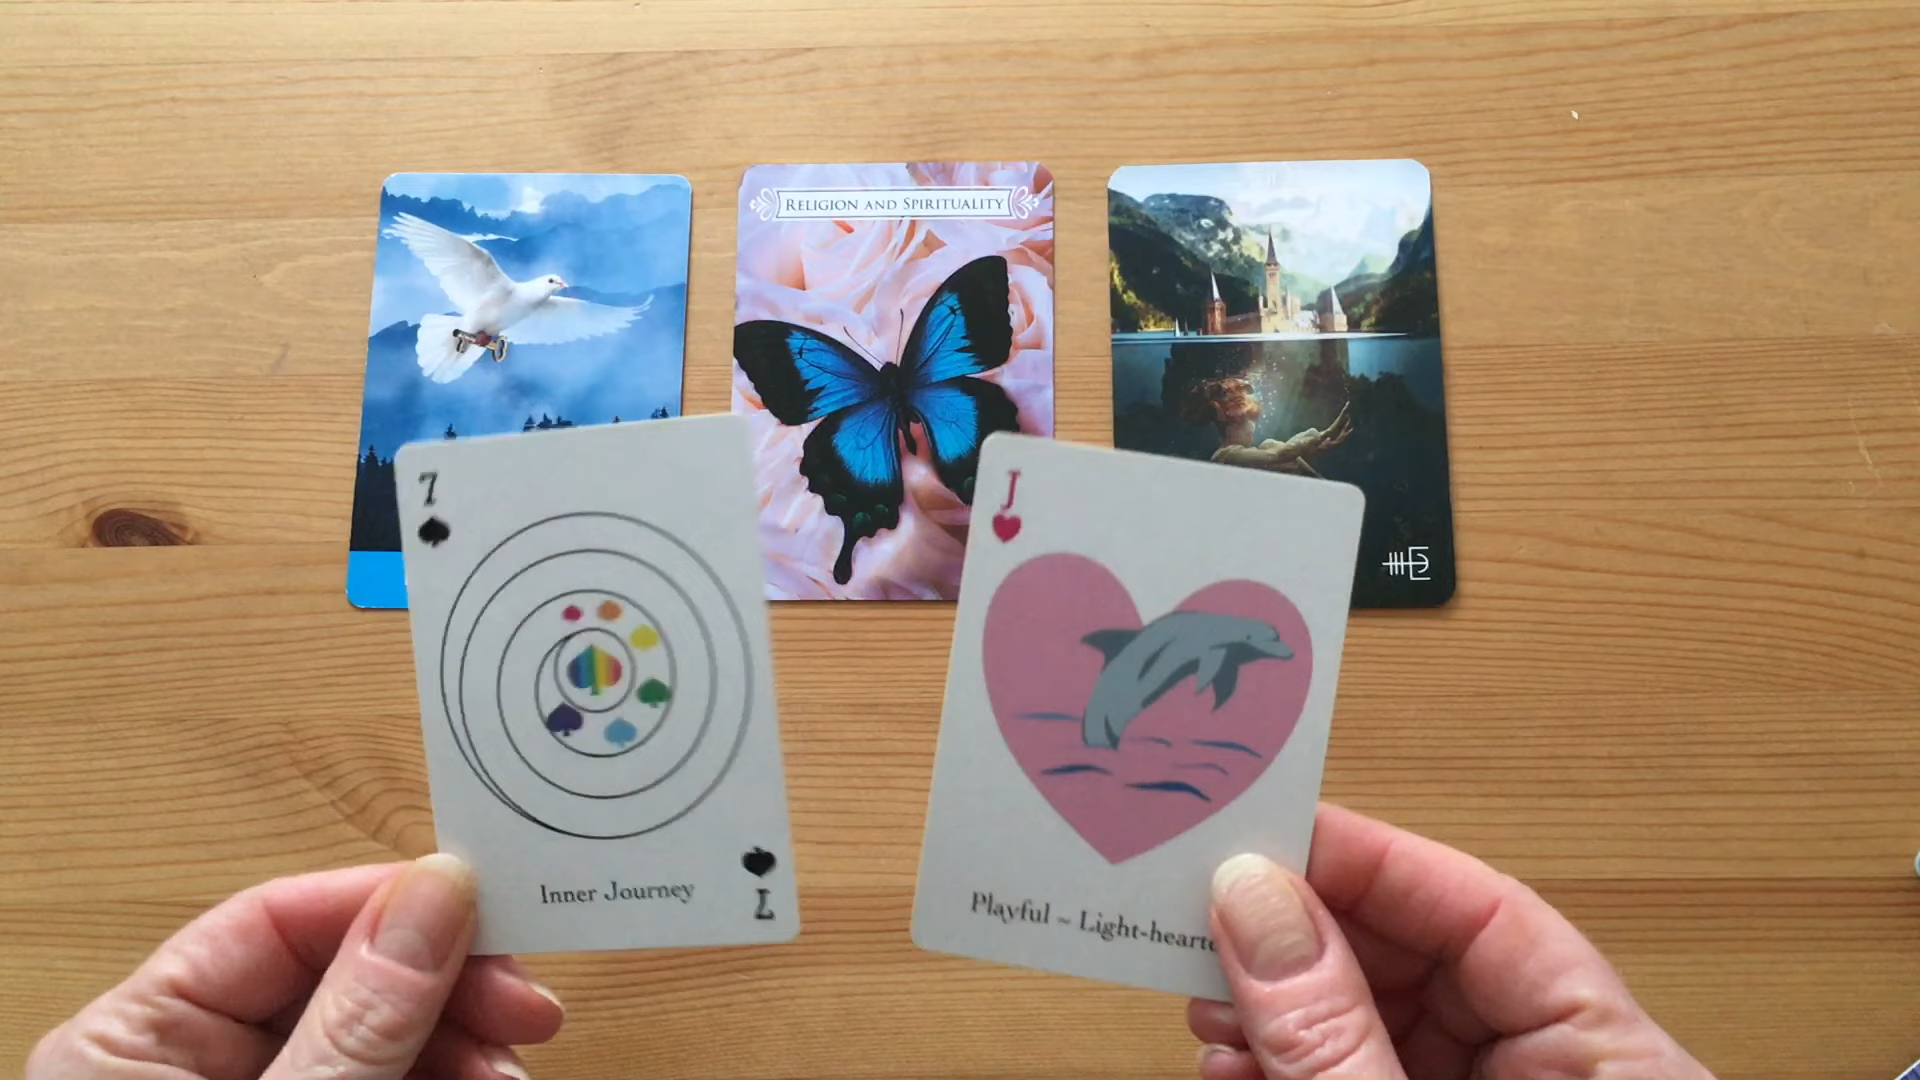 RELIGION AND SPIRITUALITY
7
Inner Journey
7
J
Playful ~ Light-hearte